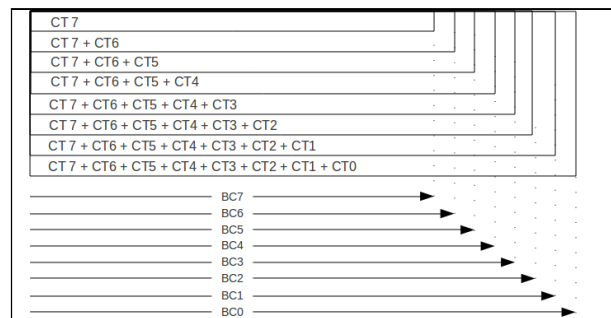 CT 7
CT 7 + CT6
CT 7 + CT6 + CT5
CT 7 + CT6 + CT5 + CT4
CT 7 + CT6 + CT5 + CT4 + CT3
CT 7 + CT6 + CT5 + CT4 + CT3 + CT2
CT 7 + CT6 + CT5 + CT4 + CT3 + CT2 + CT1
CT 7 + CT6 + CT5 + CT4 + CT3 + CT2 + CT1 + CT0
BC7
BC6
BC5
BC4
BC3
BC2
BC1
BC0